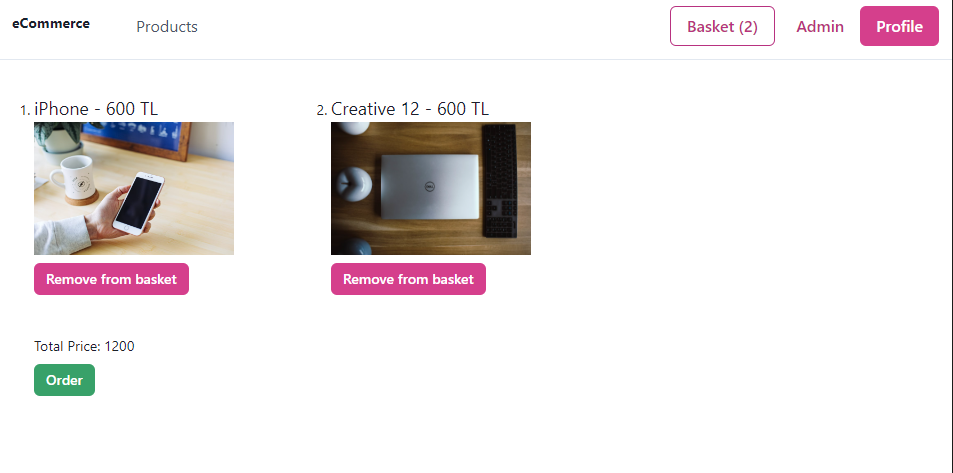 eCommerce Products Basket (2) Admin Profile
1. iPhone - 600 TL 2. Creative 12 - 600 TL
DELL
Remove from basket Remove from basket
Total Price: 1200
Order